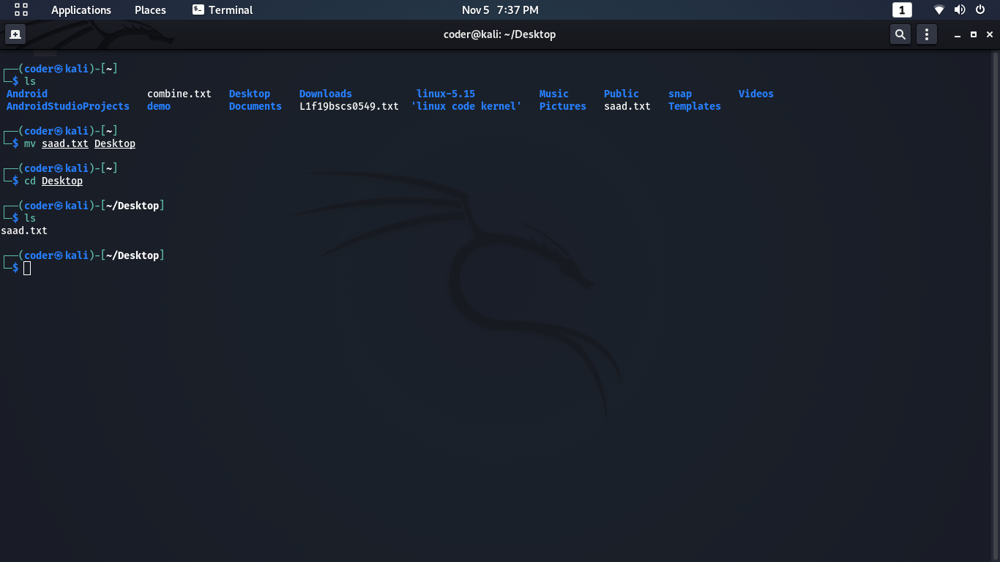 Applications Places Terminal Nov 5 7:37 PM 1
coder@kali: ~/Desktop
┌──(coder㉿kali)-[~]
└─$ ls
Android combine.txt Desktop Downloads linux-5.15 Music Public snap Videos
AndroidStudioProjects demo Documents L1f19bscs0549.txt 'linux code kernel' Pictures saad.txt Templates
┌──(coder㉿kali)-[~]
└─$ mv saad.txt Desktop
┌──(coder㉿kali)-[~]
└─$ cd Desktop
┌──(coder㉿kali)-[~/Desktop]
└─$ ls
saad.txt
┌──(coder㉿kali)-[~/Desktop]
└─$